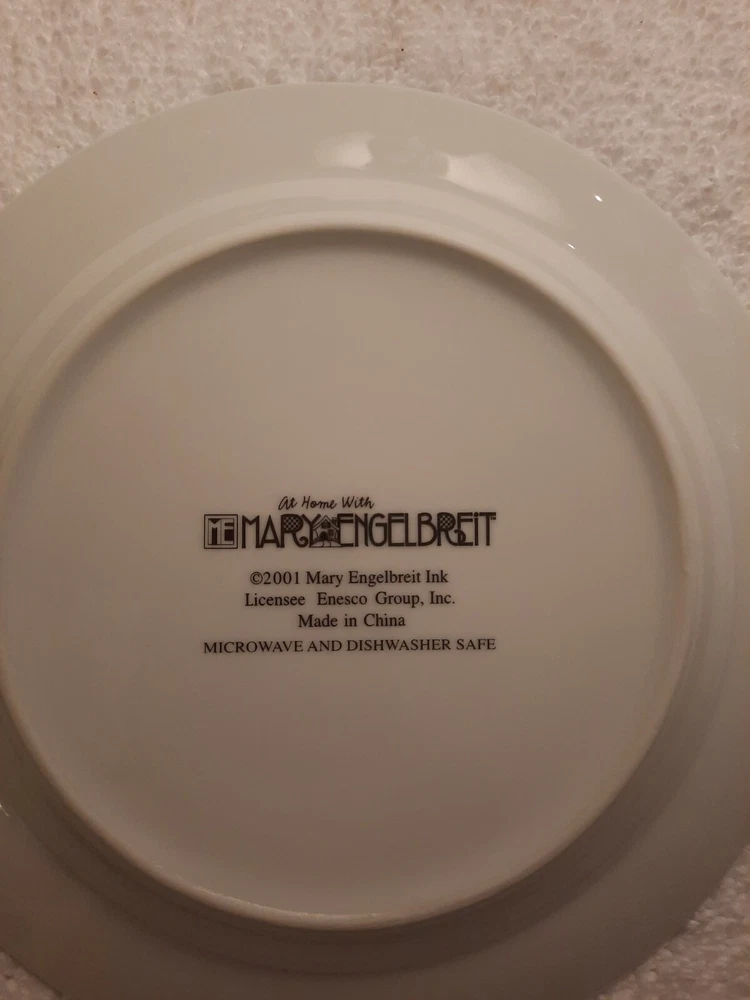 At Home With
ME MARY ENGELBREIT
©2001 Mary Engelbreit Ink
Licensee Enesco Group, Inc.
Made in China
MICROWAVE AND DISHWASHER SAFE